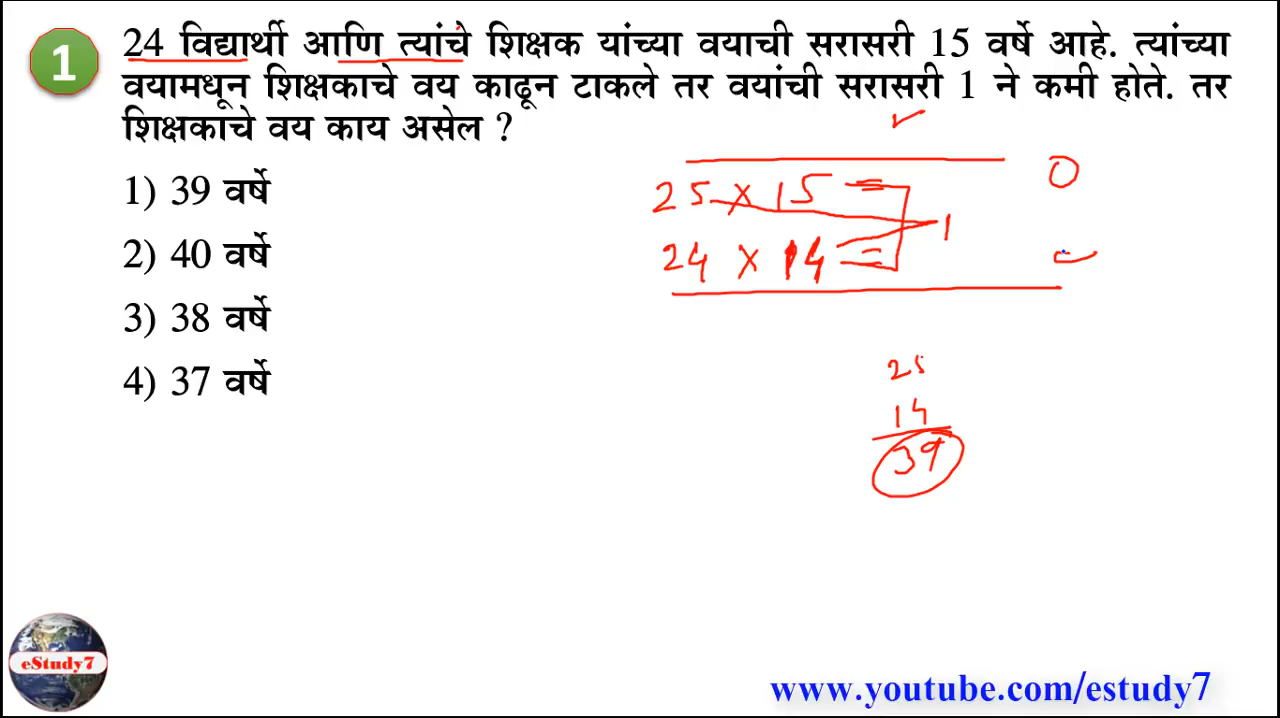 1
24 विद्यार्थी आणि त्यांचे शिक्षक यांच्या वयाची सरासरी 15 वर्षे आहे. त्यांच्या
वयामधून शिक्षकाचे वय काढून टाकले तर वयांची सरासरी 1 ने कमी होते. तर
शिक्षकाचे वय काय असेल ?
1) 39 वर्षे
2) 40 वर्षे
3) 38 वर्षे
4) 37 वर्षे
25 × 15 =
24 × 14 =
1
0
25
14
39
eStudy7
www.youtube.com/estudy7